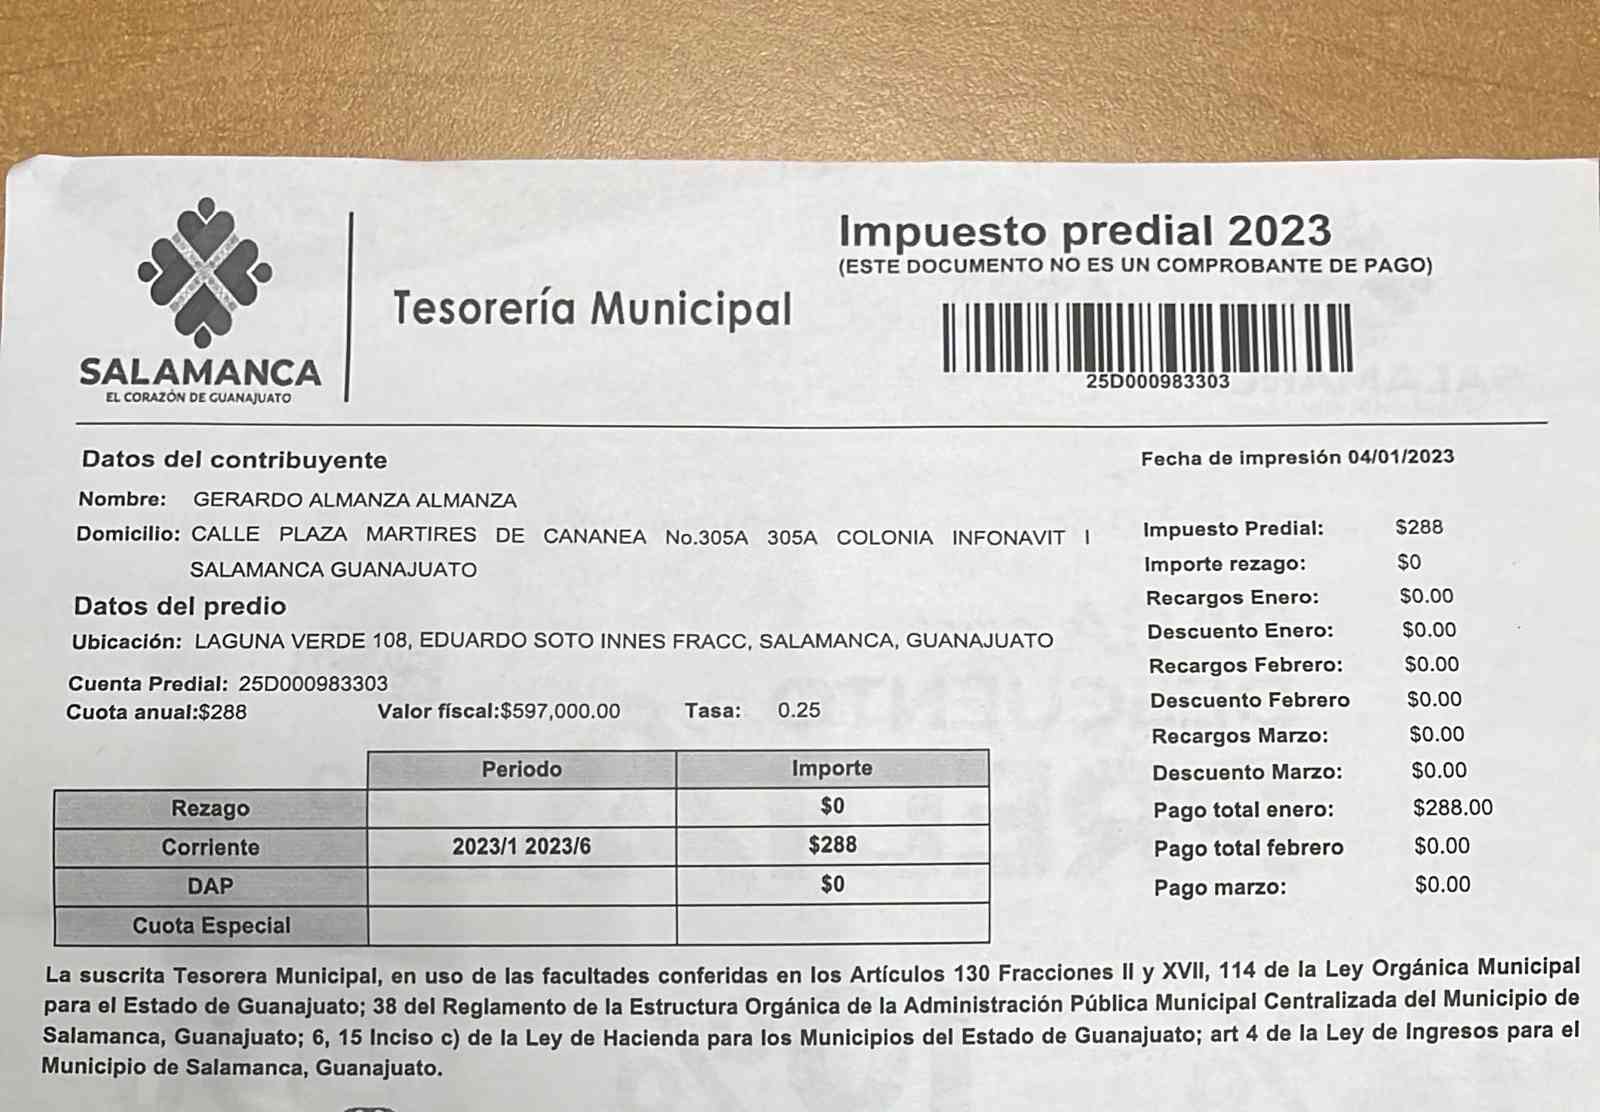 SALAMANCA
EL CORAZÓN DE GUANAJUATO
Tesorería Municipal
Impuesto predial 2023
(ESTE DOCUMENTO NO ES UN COMPROBANTE DE PAGO)
25D000983303
Datos del contribuyente
Fecha de impresión 04/01/2023
Nombre: GERARDO ALMANZA ALMANZA
Domicilio: CALLE PLAZA MARTIRES DE CANANEA No.305A 305A COLONIA INFONAVIT I
SALAMANCA GUANAJUATO
Datos del predio
Ubicación: LAGUNA VERDE 108, EDUARDO SOTO INNES FRACC, SALAMANCA, GUANAJUATO
Cuenta Predial: 25D000983303
Cuota anual:$288 Valor fiscal:$597,000.00 Tasa: 0.25
Impuesto Predial: $288
Importe rezago: $0
Recargos Enero: $0.00
Descuento Enero: $0.00
Recargos Febrero: $0.00
Descuento Febrero $0.00
Recargos Marzo: $0.00
Descuento Marzo: $0.00
Pago total enero: $288.00
Pago total febrero $0.00
Pago marzo: $0.00
Periodo Importe
Rezago $0
Corriente 2023/1 2023/6 $288
DAP $0
Cuota Especial
La suscrita Tesorera Municipal, en uso de las facultades conferidas en los Artículos 130 Fracciones II y XVII, 114 de la Ley Orgánica Municipal
para el Estado de Guanajuato; 38 del Reglamento de la Estructura Orgánica de la Administración Pública Municipal Centralizada del Municipio de
Salamanca, Guanajuato; 6, 15 Inciso c) de la Ley de Hacienda para los Municipios del Estado de Guanajuato; art 4 de la Ley de Ingresos para el
Municipio de Salamanca, Guanajuato.